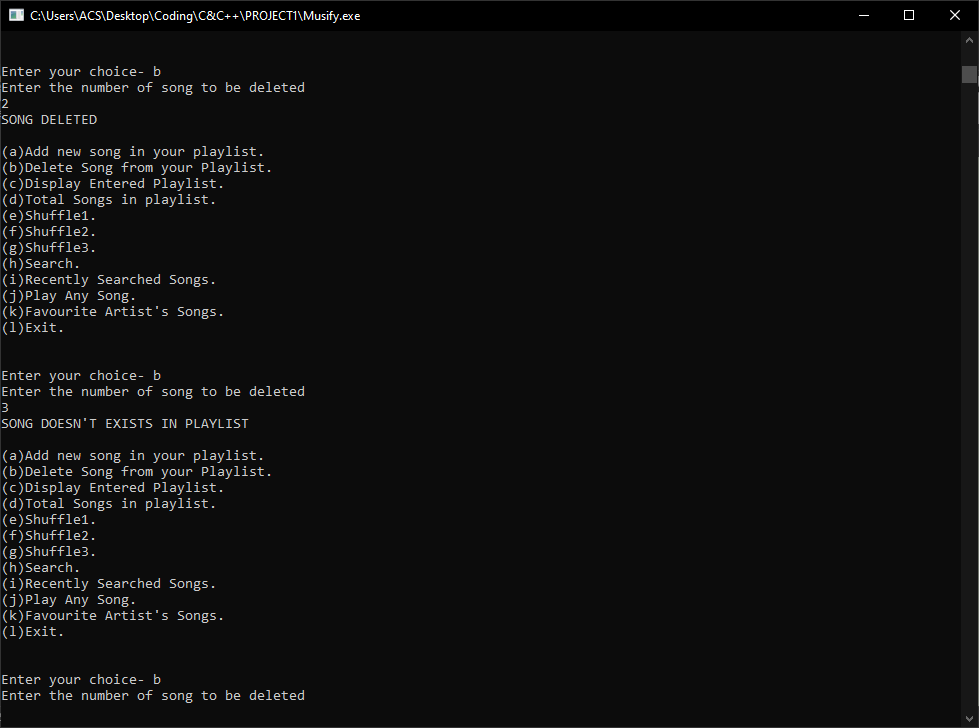 C:\Users\ACS\Desktop\Coding\C&C++\PROJECT1\Musify.exe
Enter your choice- b
Enter the number of song to be deleted
2
SONG DELETED
(a)Add new song in your playlist.
(b)Delete Song from your Playlist.
(c)Display Entered Playlist.
(d)Total Songs in playlist.
(e)Shuffle1.
(f)Shuffle2.
(g)Shuffle3.
(h)Search.
(i)Recently Searched Songs.
(j)Play Any Song.
(k)Favourite Artist's Songs.
(l)Exit.
Enter your choice- b
Enter the number of song to be deleted
3
SONG DOESN'T EXISTS IN PLAYLIST
(a)Add new song in your playlist.
(b)Delete Song from your Playlist.
(c)Display Entered Playlist.
(d)Total Songs in playlist.
(e)Shuffle1.
(f)Shuffle2.
(g)Shuffle3.
(h)Search.
(i)Recently Searched Songs.
(j)Play Any Song.
(k)Favourite Artist's Songs.
(l)Exit.
Enter your choice- b
Enter the number of song to be deleted